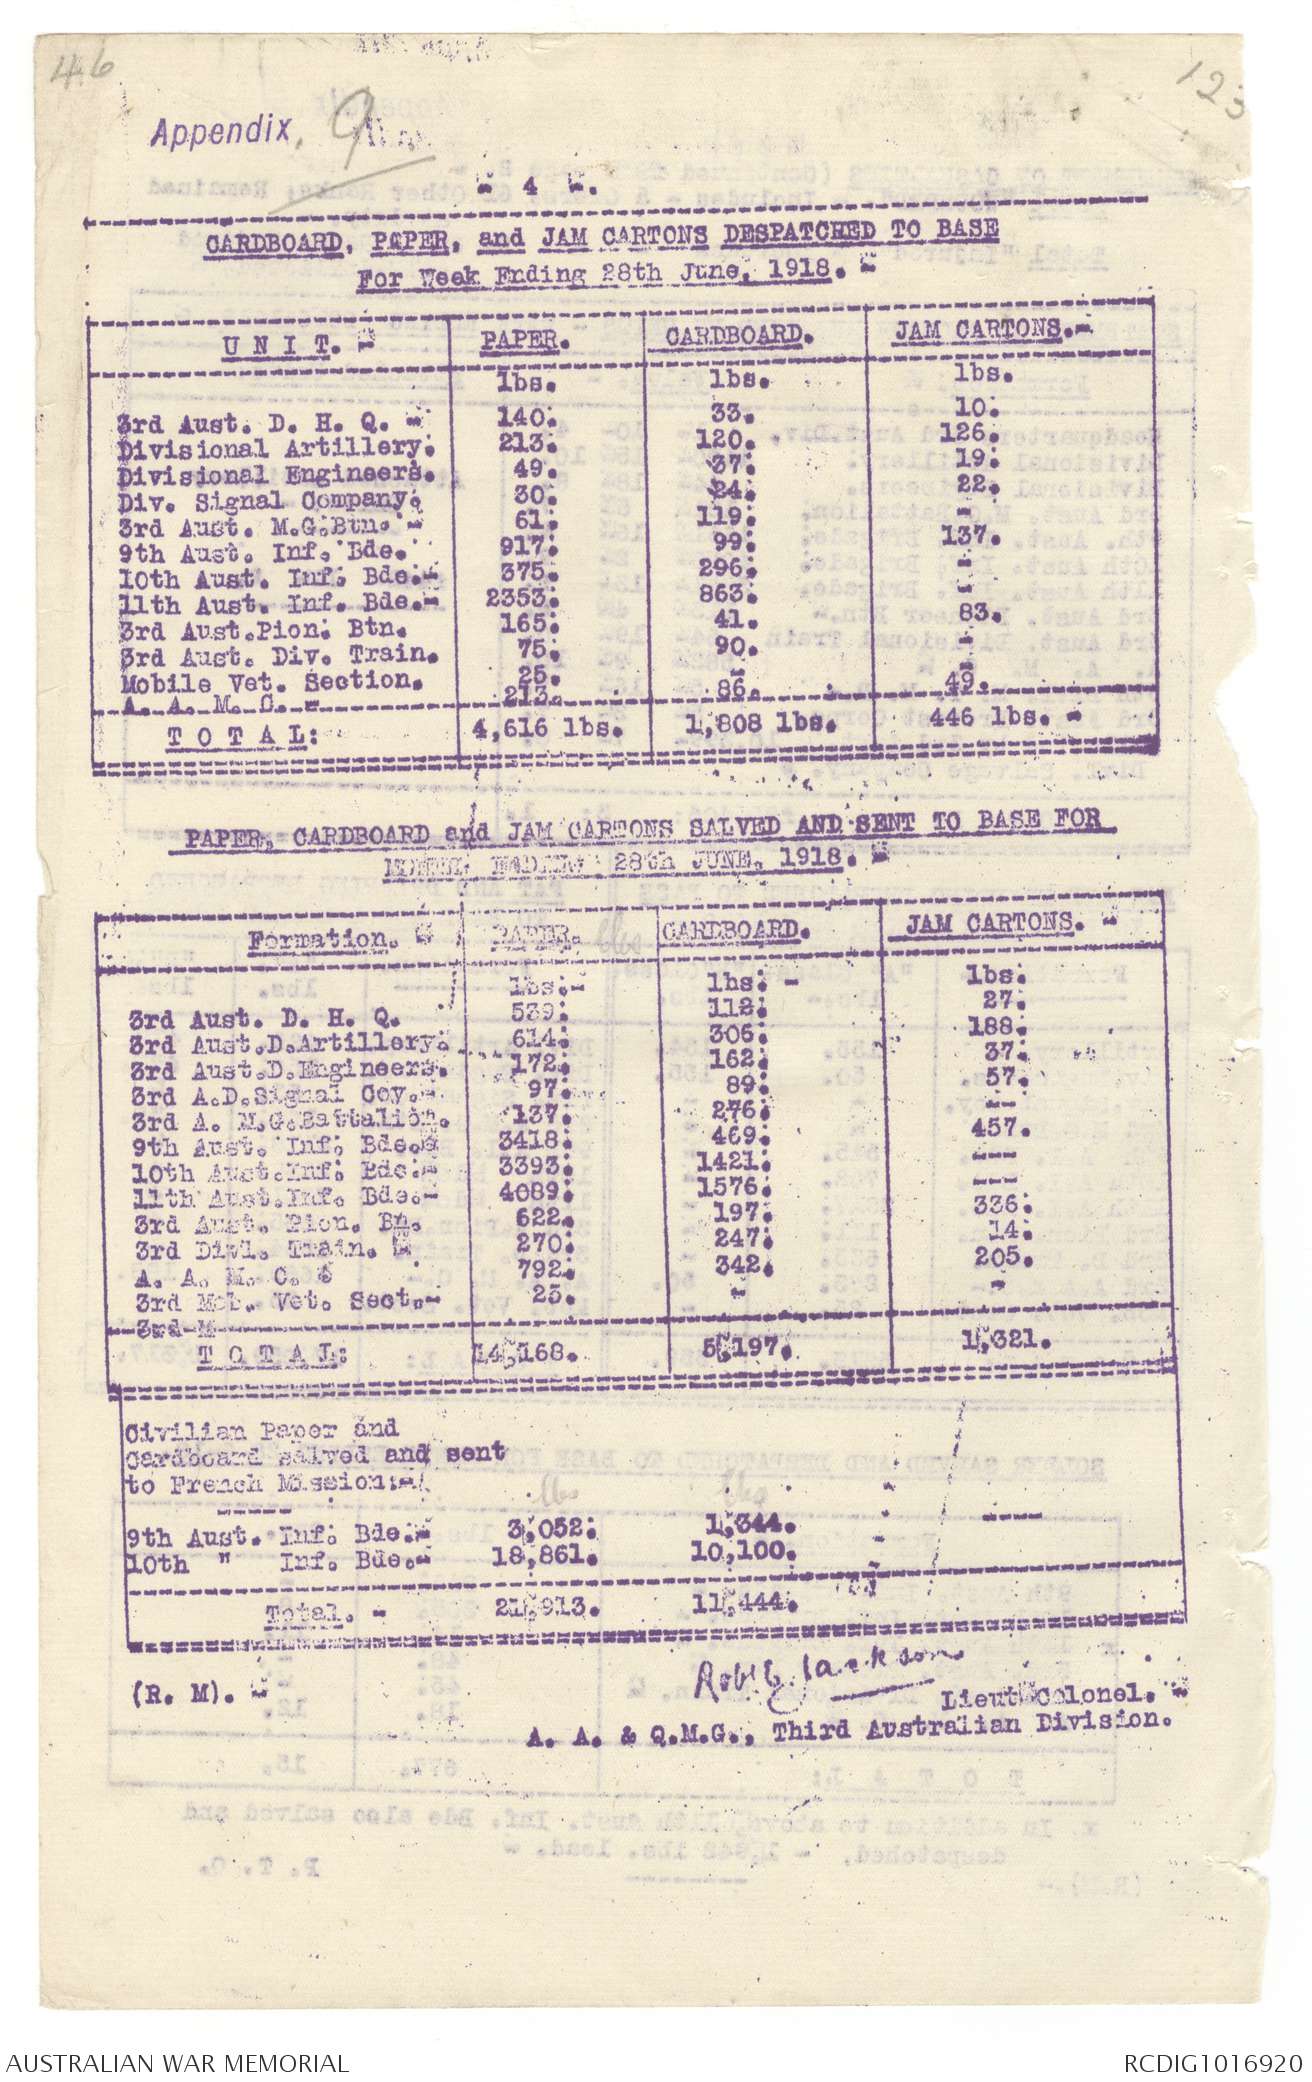 46
123
Appendix. 9
- 4 -.
CARDBOARD, PAPER, and JAM CARTONS DESPATCHED TO BASE
For Week Ending 28th June, 1918. -
U N I T. - PAPER. CARDBOARD. JAM CARTONS.-
lbs. lbs. lbs.
3rd Aust. D. H. Q. - 140. 33. 10.
Divisional Artillery. 213. 120. 126.
Divisional Engineers. 49. 37. 19.
Div. Signal Company. 30. 24. 22.
3rd Aust. M.G.Btn. - 61. 119. -
9th Aust. Inf. Bde. 917. 99. 137.
10th Aust. Inf. Bde.- 375. 296. -
11th Aust. Inf. Bde.- 2353. 863. -
3rd Aust.Pion. Btn. 165. 41. 83.
3rd Aust. Div. Train. 75. 90. -
Mobile Vet. Section. 25. - -
A. A. M. C. - 213. 86. 49.
T O T A L: 4,616 lbs. 1,808 lbs. 446 lbs. -
PAPER, CARDBOARD and JAM CARTONS SALVED AND SENT TO BASE FOR
28th JUNE, 1918. -
Formation. - PAPER. CARDBOARD. JAM CARTONS. -
lbs.- lbs. - lbs.
3rd Aust. D. H. Q. 539. 112. 27.
3rd Aust.D.Artillery. 614. 306. 188.
3rd Aust.D.Engineers. 172. 162. 37.
3rd A.D.Signal Coy.- 97. 89. 57.
3rd A. M.G.Battalion. 137. 276. --
9th Aust. Inf. Bde. 3418. 469. 457.
10th Aust.Inf. Bde.- 3393. 1421. ---
11th Aust.Inf. Bde.- 4089. 1576. ---
3rd Aust. Pion. Bn. 622. 197. 336.
3rd Divl. Train. 270. 247. 14.
A. A. M. C. 792. 342. 205.
3rd Mob. Vet. Sect.- 25. - -
3rd M
T O T A L: 14,168. 5,197. 1,321.
Civilian Paper and
Cardboard salved and sent
to French Mission:- lbs lbs
9th Aust. Inf. Bde.- 3,052. 1,344. ----
10th " Inf. Bde.- 18,861. 10,100. -
Total. - 21,913. 11,444.
(R. M). - Lieut Colonel. -
A. A. & Q.M.G., Third Australian Division.
AUSTRALIAN WAR MEMORIAL
RCDIG1016920